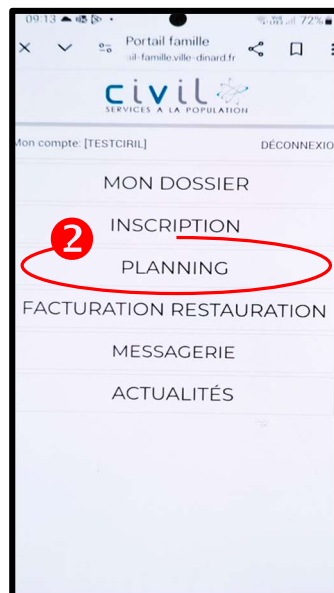 09:13
72%
Portail famille
ail-famille.ville-dinard.fr
civil
SERVICES A LA POPULATION
Mon compte: [TESTCIRIL]
DÉCONNEXIO
MON DOSSIER
INSCRIPTION
2
PLANNING
FACTURATION RESTAURATION
MESSAGERIE
ACTUALITÉS